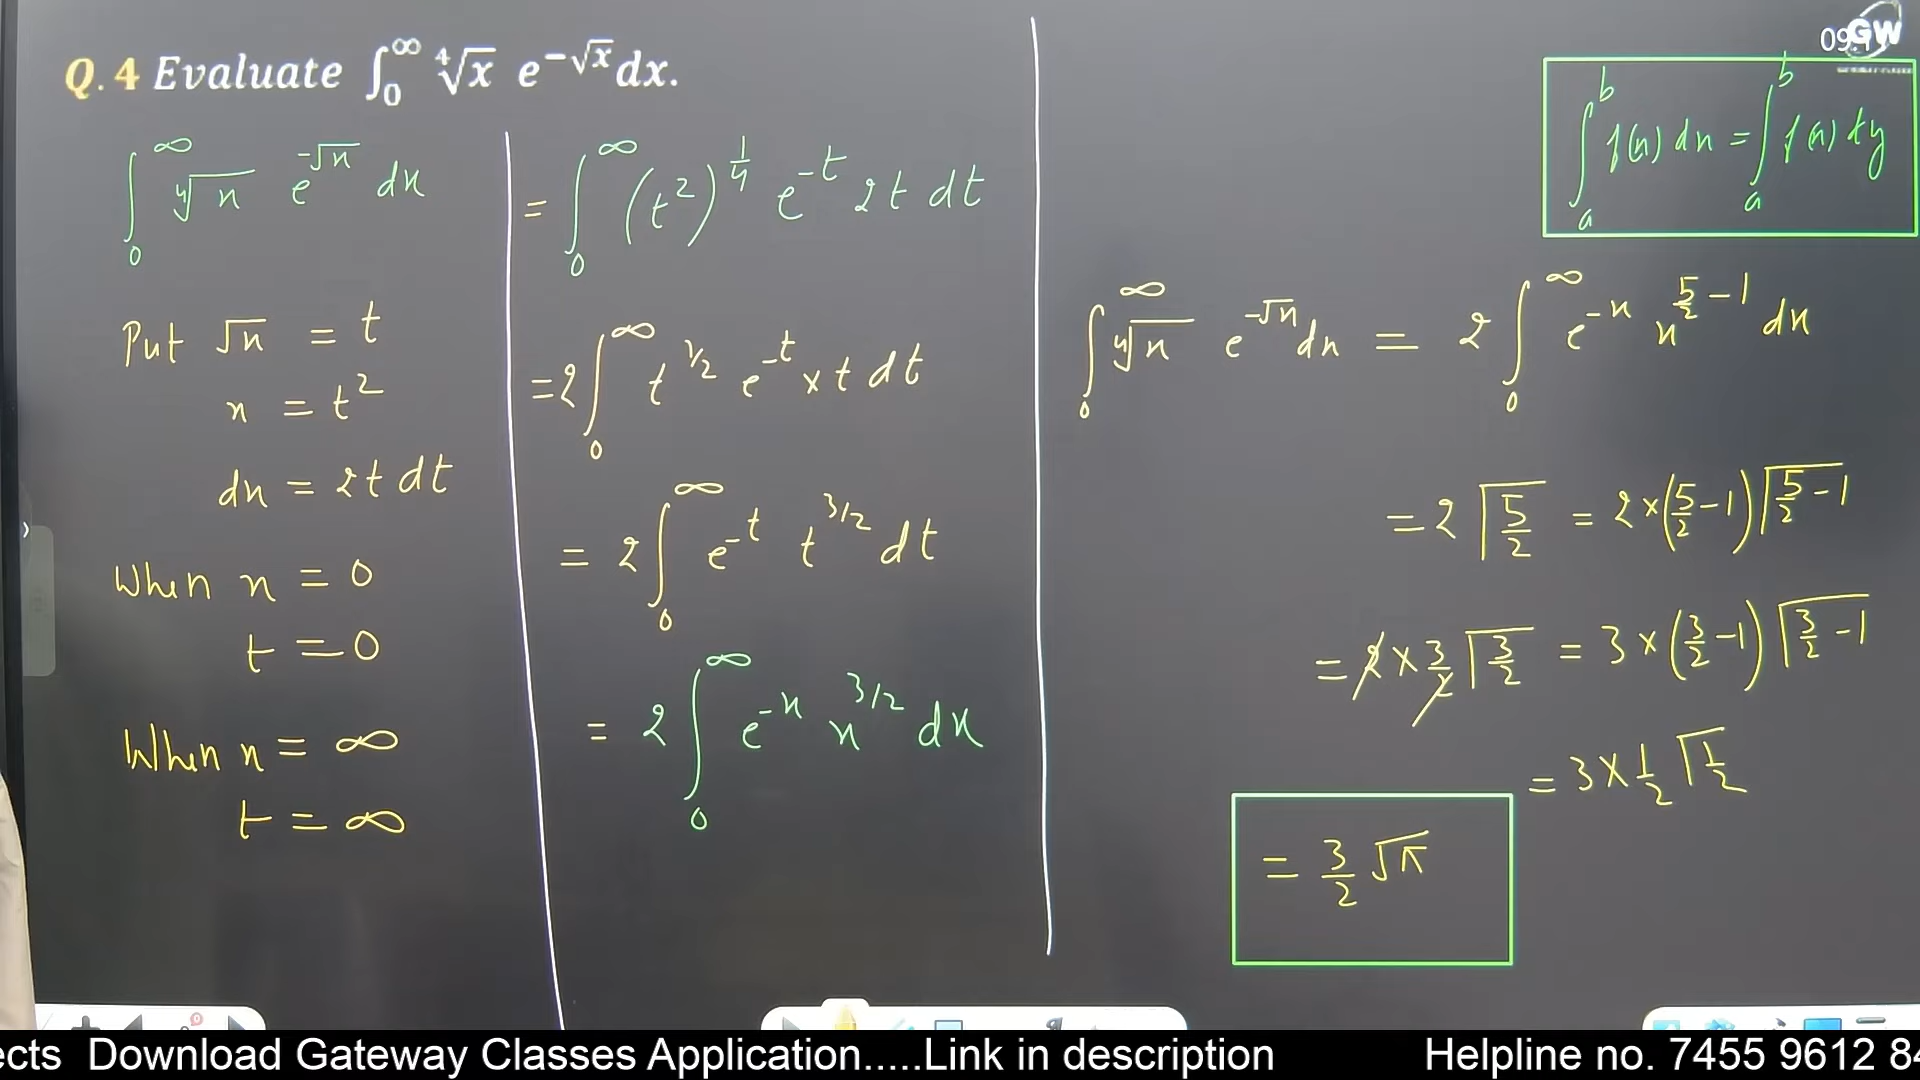 Q.4 Evaluate ∫₀^∞ ⁴√x e^{-√x} dx.
∫₀^∞ ⁴√x e^{-√x} dx
Put √x = t
x = t²
dx = 2t dt
When x = 0
t = 0
When x = ∞
t = ∞
= ∫₀^∞ (t²)^{1/4} e^{-t} 2t dt
= 2 ∫₀^∞ t^{1/2} e^{-t} × t dt
= 2 ∫₀^∞ e^{-t} t^{3/2} dt
= 2 ∫₀^∞ e^{-x} x^{3/2} dx
GW
∫ₐ^b f(x) dx = ∫ₐ^b f(x) dy
∫₀^∞ ⁴√x e^{-√x} dx = 2 ∫₀^∞ e^{-x} x^{5/2 - 1} dx
= 2 Γ5/2 = 2 × (5/2 - 1) Γ5/2 - 1
= 2 × 3/2 Γ3/2 = 3 × (3/2 - 1) Γ3/2 - 1
= 3 × 1/2 Γ1/2
= 3/2 √π
ects Download Gateway Classes Application.....Link in description Helpline no. 7455 9612 84